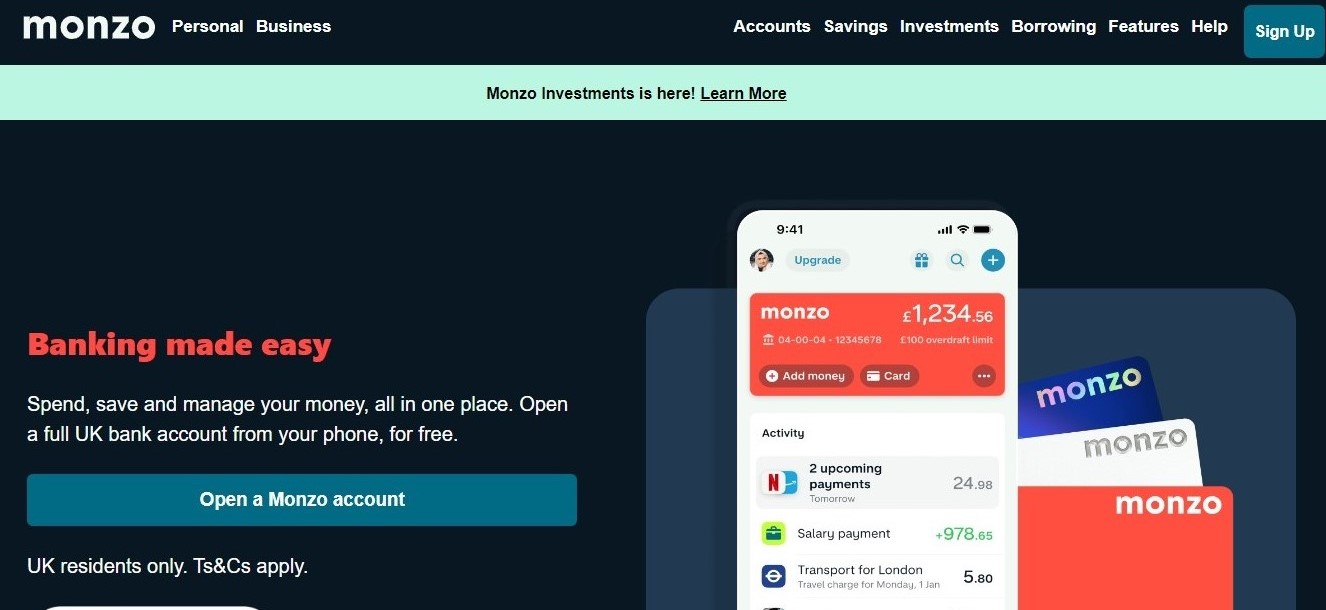 monzo Personal Business Accounts Savings Investments Borrowing Features Help Sign Up
Monzo Investments is here! Learn More
Banking made easy
Spend, save and manage your money, all in one place. Open
a full UK bank account from your phone, for free.
Open a Monzo account
UK residents only. Ts&Cs apply.
9:41
Upgrade
monzo £1,234.56
04-00-04 - 12345678 £100 overdraft limit
Add money Card
Activity
N
2 upcoming
payments 24.98
Tomorrow
Salary payment +978.65
Transport for London 5.80
Travel charge for Monday, 1 Jan
monzo
monzo
monzo